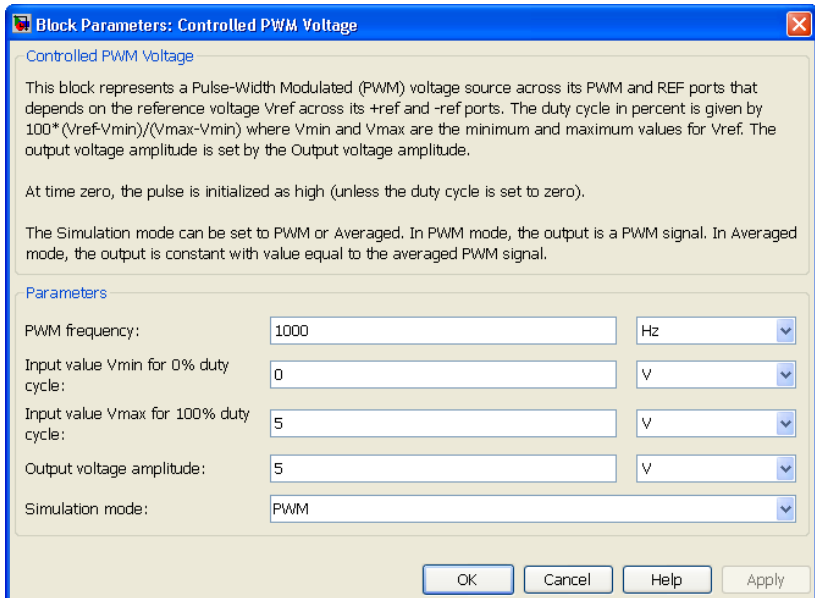 Block Parameters: Controlled PWM Voltage
Controlled PWM Voltage
This block represents a Pulse-Width Modulated (PWM) voltage source across its PWM and REF ports that
depends on the reference voltage Vref across its +ref and -ref ports. The duty cycle in percent is given by
100*(Vref-Vmin)/(Vmax-Vmin) where Vmin and Vmax are the minimum and maximum values for Vref. The
output voltage amplitude is set by the Output voltage amplitude.
At time zero, the pulse is initialized as high (unless the duty cycle is set to zero).
The Simulation mode can be set to PWM or Averaged. In PWM mode, the output is a PWM signal. In Averaged
mode, the output is constant with value equal to the averaged PWM signal.
Parameters
PWM frequency: 1000 Hz
Input value Vmin for 0% duty
cycle: 0 V
Input value Vmax for 100% duty
cycle: 5 V
Output voltage amplitude: 5 V
Simulation mode: PWM
OK Cancel Help Apply